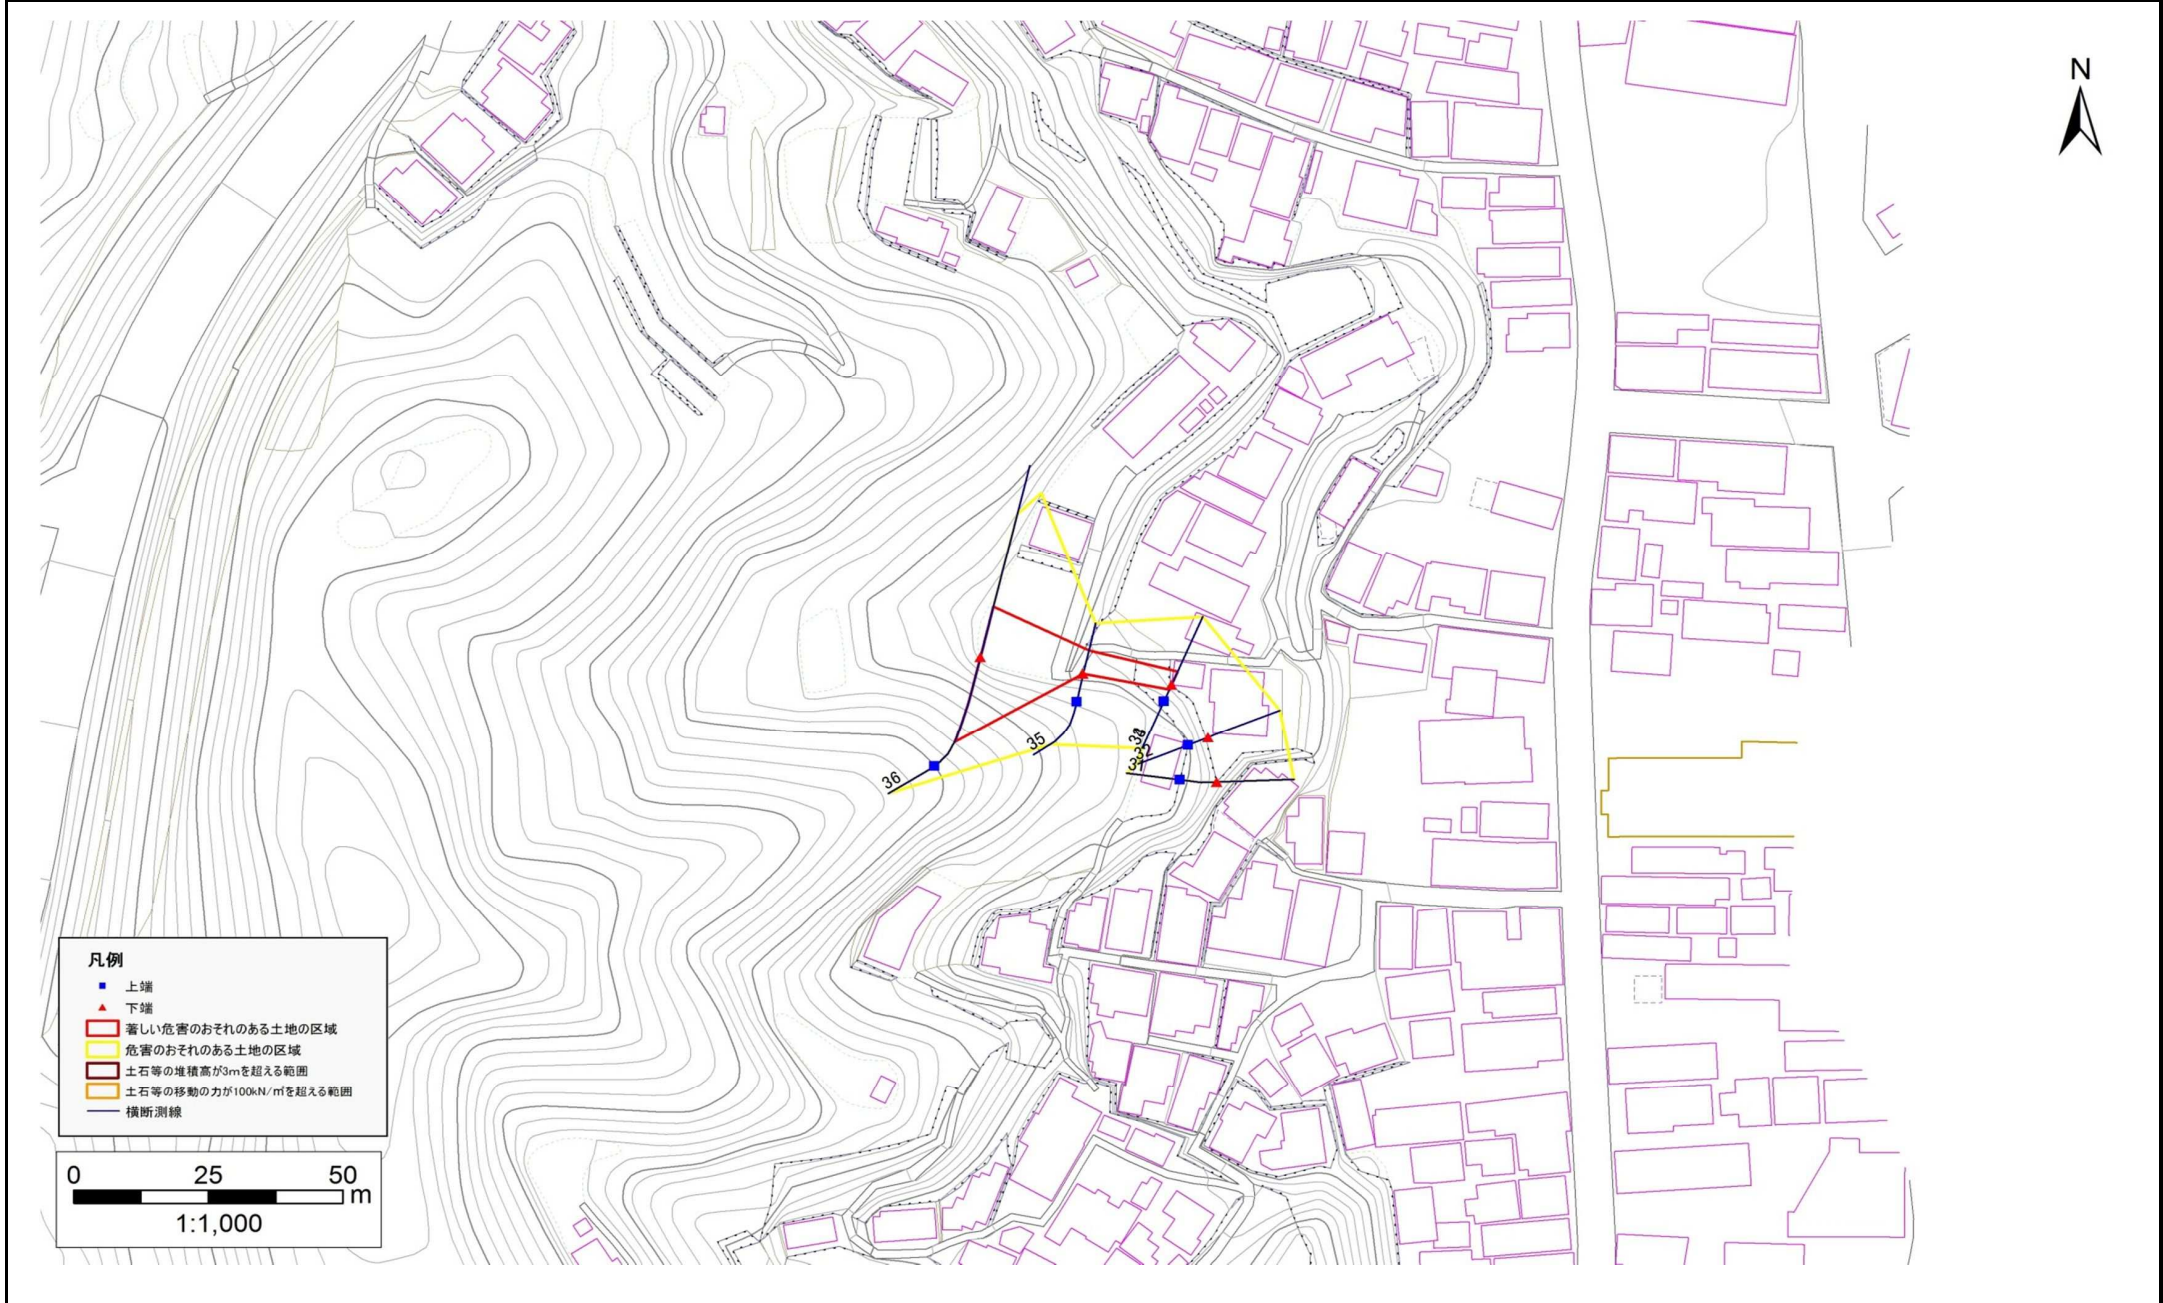 N
35
36
32
31
凡例
上端
下端
著しい危害のおそれのある土地の区域
危害のおそれのある土地の区域
土石等の堆積高が3mを超える範囲
土石等の移動の力が100kN/㎡を超える範囲
横断測線
0 25 50
m
1:1,000